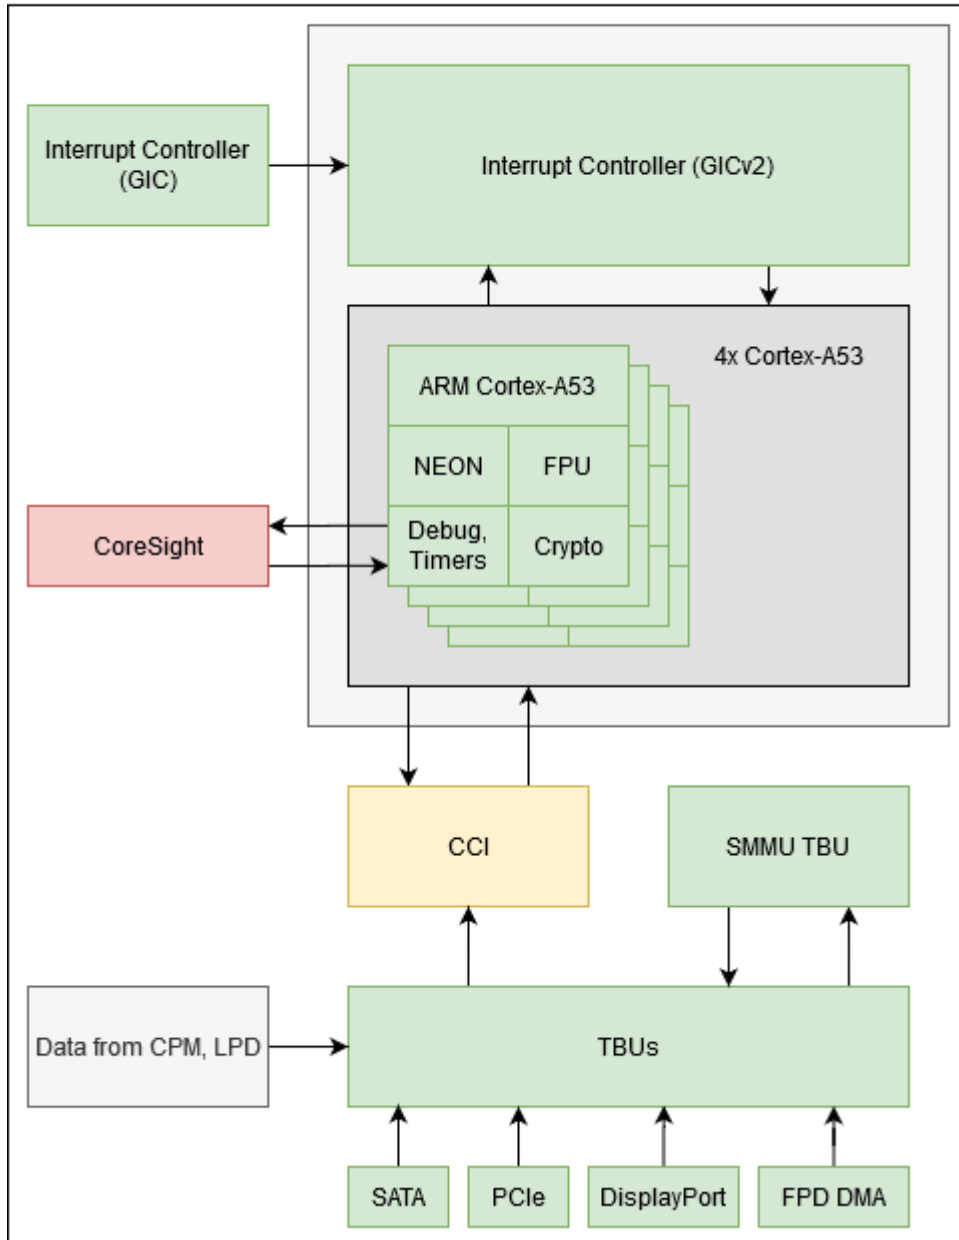 Interrupt Controller
(GIC)
Interrupt Controller (GICv2)
4x Cortex-A53
ARM Cortex-A53
NEON
FPU
Debug,
Timers
Crypto
CoreSight
CCI
SMMU TBU
Data from CPM, LPD
TBUs
SATA
PCIe
DisplayPort
FPD DMA